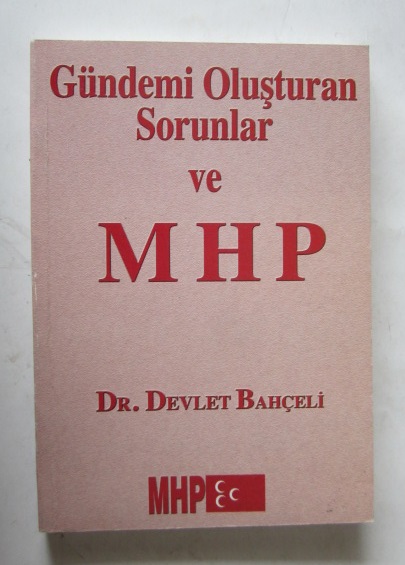 Gündemi Oluşturan
Sorunlar
ve
MHP
DR. DEVLET BAHÇELİ
MHP